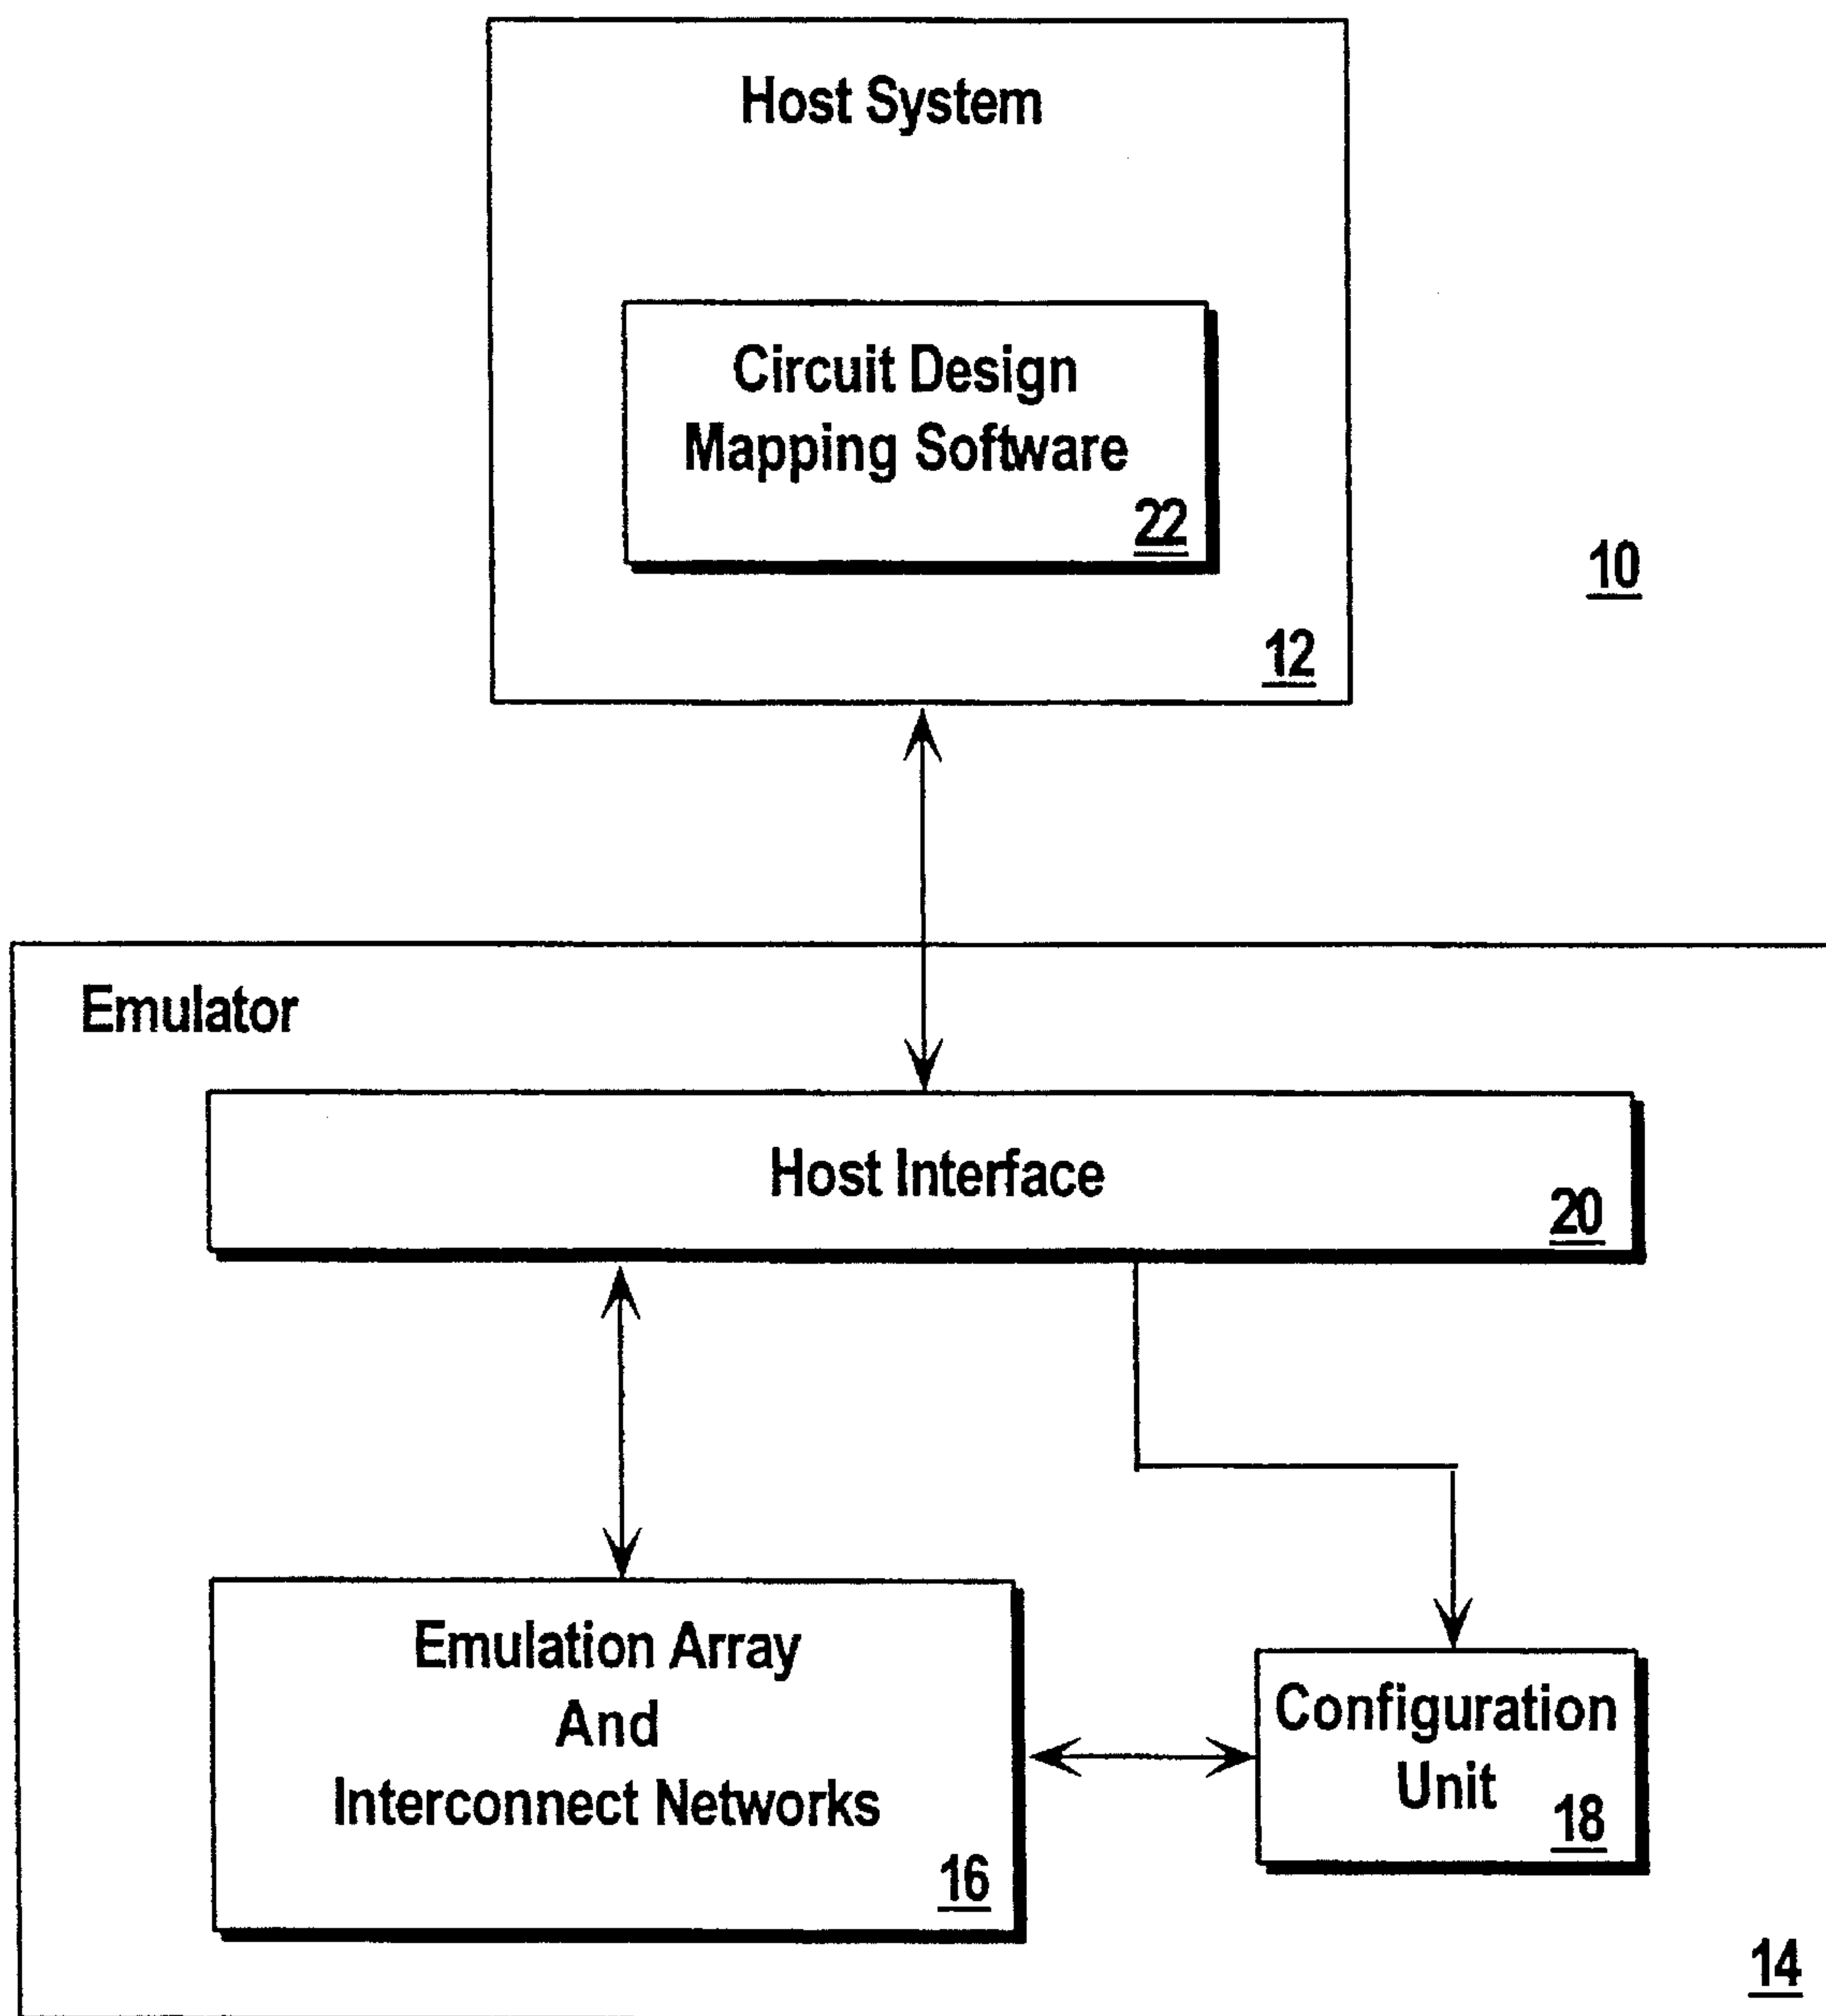 Host System
Circuit Design
Mapping Software
22
10
12
Emulator
Host Interface
20
Emulation Array
And
Interconnect Networks
16
Configuration
Unit
18
14